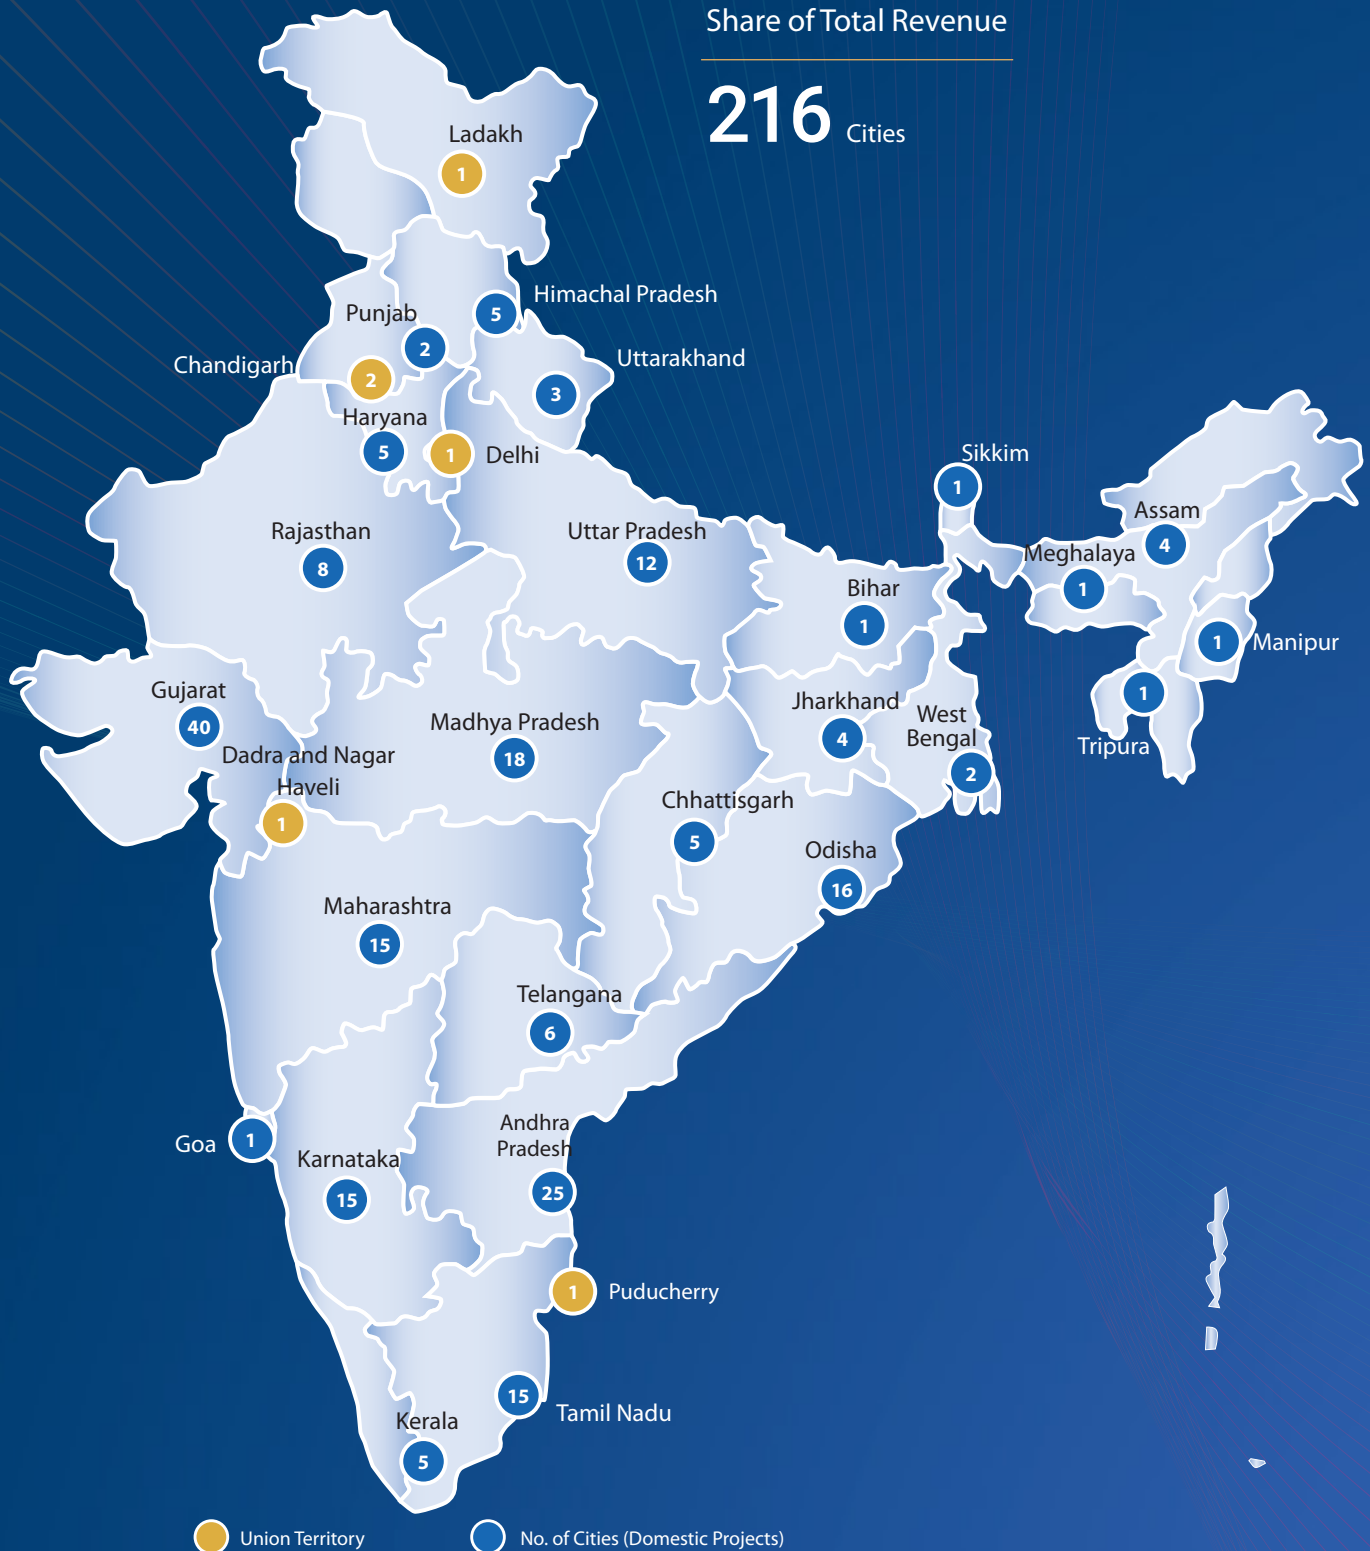 Share of Total Revenue
216 Cities
Ladakh
1
Himachal Pradesh
5
Punjab
2
Chandigarh
2
Uttarakhand
3
Haryana
5
Delhi
1
Sikkim
1
Assam
4
Meghalaya
1
Rajasthan
8
Uttar Pradesh
12
Bihar
1
Manipur
1
Gujarat
40
Tripura
1
Madhya Pradesh
18
Jharkhand
4
West
Bengal
2
Dadra and Nagar
Haveli
1
Chhattisgarh
5
Odisha
16
Maharashtra
15
Telangana
6
Goa
1
Andhra
Pradesh
25
Karnataka
15
Puducherry
1
Tamil Nadu
15
Kerala
5
Union Territory
No. of Cities (Domestic Projects)